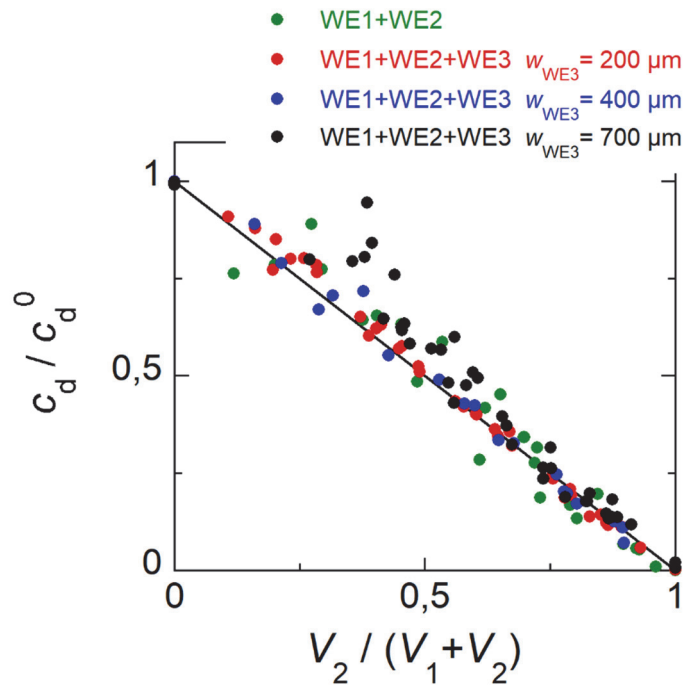 WE1+WE2
WE1+WE2+WE3 wWE3= 200 µm
WE1+WE2+WE3 wWE3= 400 µm
WE1+WE2+WE3 wWE3= 700 µm
1
0,5
0
cd / cd0
0
0,5
1
V2 / (V1+V2)